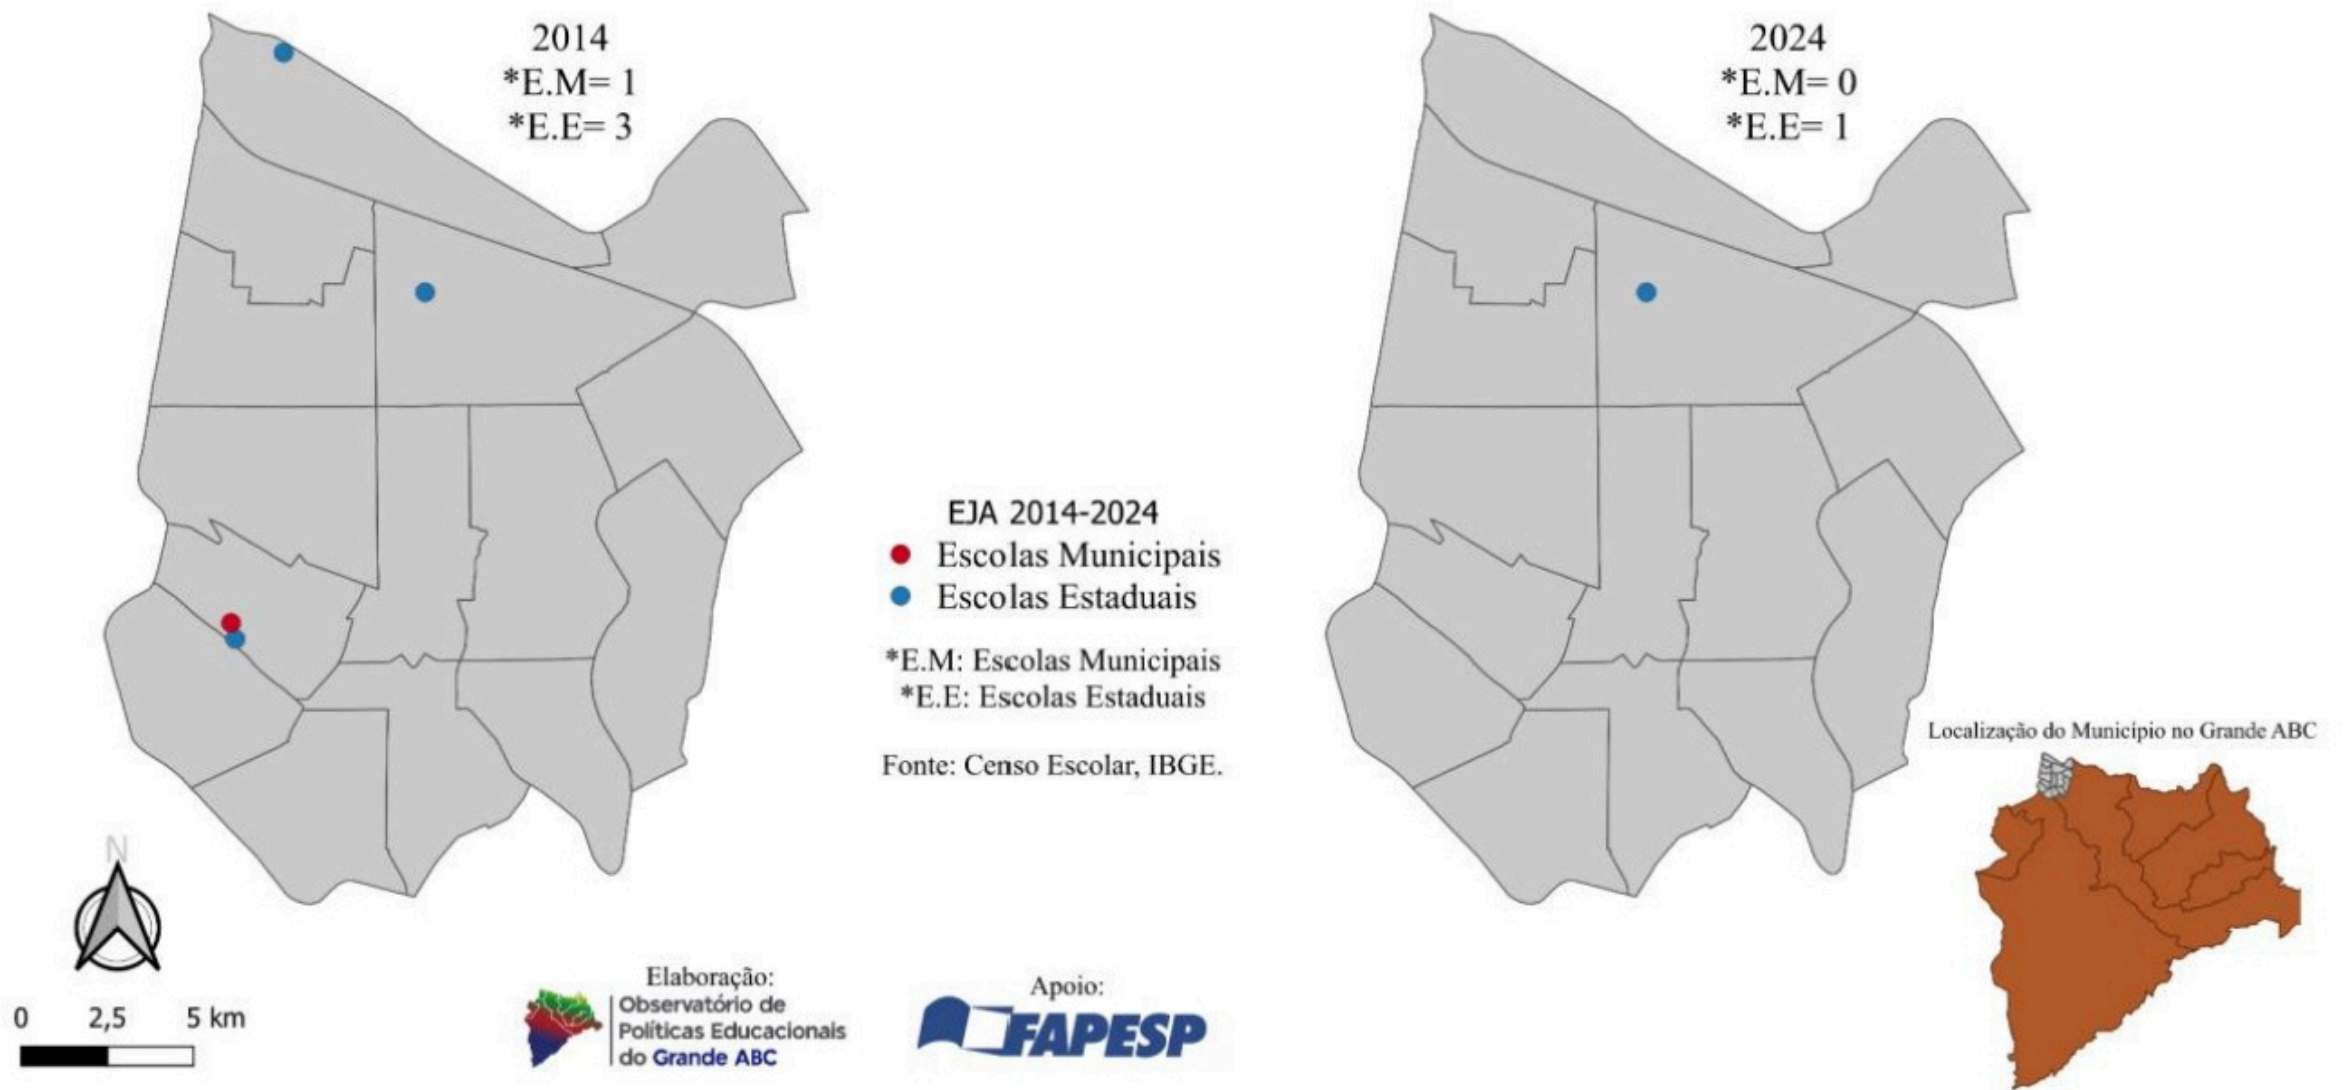 2014
*E.M= 1
*E.E= 3
2024
*E.M= 0
*E.E= 1
EJA 2014-2024
Escolas Municipais
Escolas Estaduais
*E.M: Escolas Municipais
*E.E: Escolas Estaduais
Fonte: Censo Escolar, IBGE.
Localização do Município no Grande ABC
N
0 2,5 5 km
Elaboração:
Observatório de
Políticas Educacionais
do Grande ABC
Apoio:
FAPESP